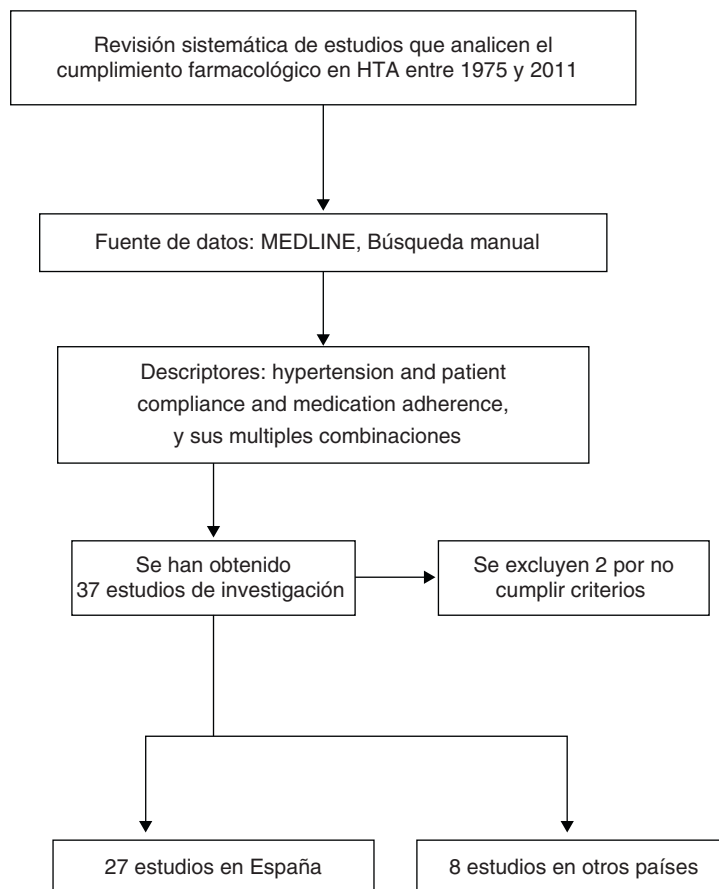 Revisión sistemática de estudios que analicen el
cumplimiento farmacológico en HTA entre 1975 y 2011
Fuente de datos: MEDLINE, Búsqueda manual
Descriptores: hypertension and patient
compliance and medication adherence,
y sus multiples combinaciones
Se han obtenido
37 estudios de investigación
Se excluyen 2 por no
cumplir criterios
27 estudios en España
8 estudios en otros países